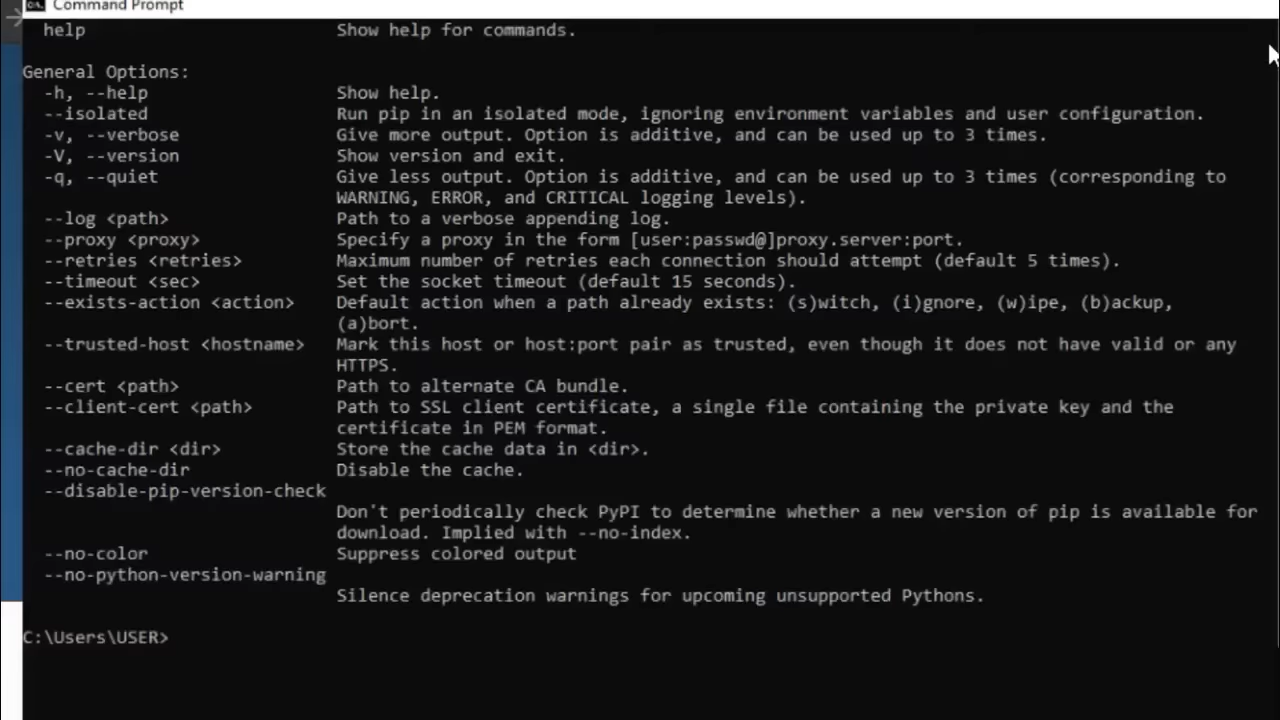 Command Prompt
help Show help for commands.
General Options:
-h, --help Show help.
--isolated Run pip in an isolated mode, ignoring environment variables and user configuration.
-v, --verbose Give more output. Option is additive, and can be used up to 3 times.
-V, --version Show version and exit.
-q, --quiet Give less output. Option is additive, and can be used up to 3 times (corresponding to
WARNING, ERROR, and CRITICAL logging levels).
--log <path> Path to a verbose appending log.
--proxy <proxy> Specify a proxy in the form [user:passwd@]proxy.server:port.
--retries <retries> Maximum number of retries each connection should attempt (default 5 times).
--timeout <sec> Set the socket timeout (default 15 seconds).
--exists-action <action> Default action when a path already exists: (s)witch, (i)gnore, (w)ipe, (b)ackup,
(a)bort.
--trusted-host <hostname> Mark this host or host:port pair as trusted, even though it does not have valid or any
HTTPS.
--cert <path> Path to alternate CA bundle.
--client-cert <path> Path to SSL client certificate, a single file containing the private key and the
certificate in PEM format.
--cache-dir <dir> Store the cache data in <dir>.
--no-cache-dir Disable the cache.
--disable-pip-version-check
Don't periodically check PyPI to determine whether a new version of pip is available for
download. Implied with --no-index.
--no-color Suppress colored output
--no-python-version-warning
Silence deprecation warnings for upcoming unsupported Pythons.
C:\Users\USER>